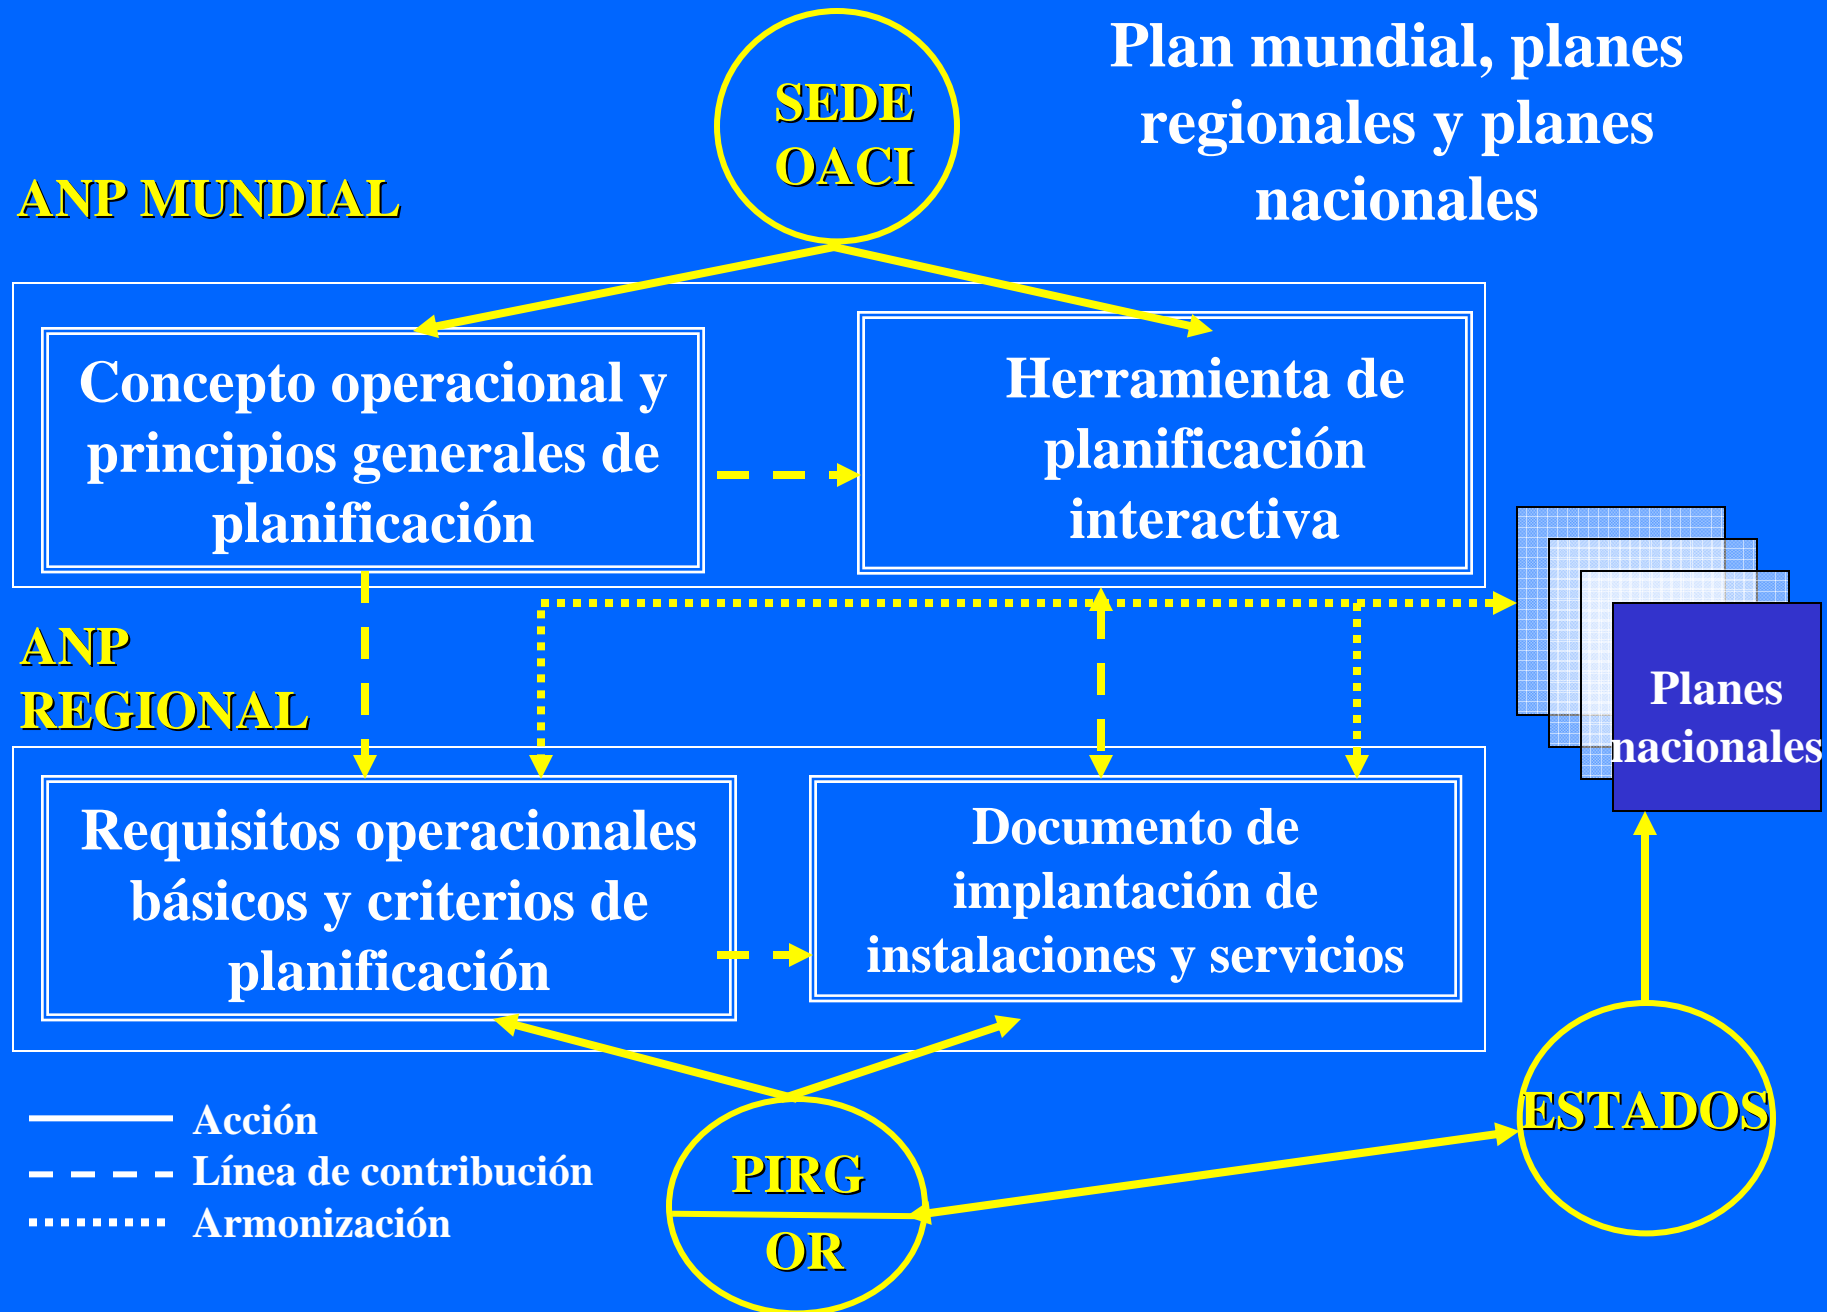 Plan mundial, planes
regionales y planes
nacionales
SEDE
OACI
ANP MUNDIAL
Concepto operacional y
principios generales de
planificación
Herramienta de
planificación
interactiva
ANP
REGIONAL
Planes
nacionales
Requisitos operacionales
básicos y criterios de
planificación
Documento de
implantación de
instalaciones y servicios
ESTADOS
Acción
Línea de contribución
Armonización
PIRG
OR